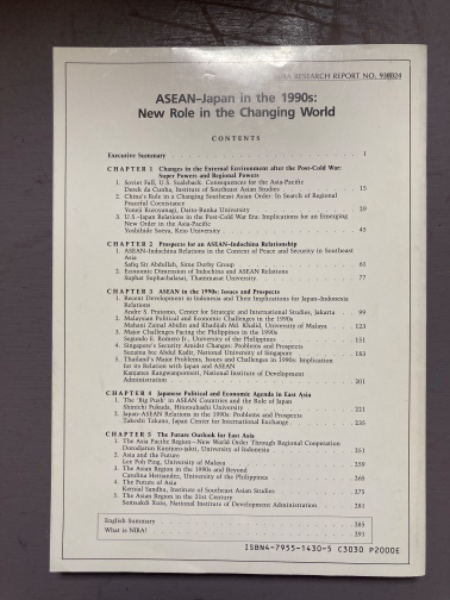 NIRA RESEARCH REPORT NO. 930024
ASEAN–Japan in the 1990s:
New Role in the Changing World
CONTENTS
Executive Summary 1
CHAPTER 1 Changes in the External Environment after the Post-Cold War:
Super Powers and Regional Powers
1. Soviet Fall, U.S. Scaleback: Consequences for the Asia-Pacific
Derek da Cunha, Institute of Southeast Asian Studies 15
2. China's Role in a Changing Southeast Asian Order: In Search of Regional
Peaceful Coexistence
Yoneji Kuroyanagi, Daito-Bunka University 29
3. U.S.-Japan Relations in the Post-Cold War Era: Implications for an Emerging
New Order in the Asia-Pacific
Yoshihide Soeya, Keio University 45
CHAPTER 2 Prospects for an ASEAN-Indochina Relationship
1. ASEAN-Indochina Relations in the Context of Peace and Security in Southeast
Asia
Safiq Sit Abdullah, Sime Darby Group 63
2. Economic Dimensions of Indochina and ASEAN Relations
Suphat Suphachalasai, Thammasat University 77
CHAPTER 3 ASEAN in the 1990s: Issues and Prospects
1. Recent Development in Indonesia and Their Implications for Japan-Indonesia
Relations
Andre S. Pratomo, Center for Strategic and International Studies, Jakarta 99
2. Malaysian Political and Economic Challenges in the 1990s
Mahani Zainal Abidin and Khadijah Md. Khalid, University of Malaya 123
3. Major Challenges Facing the Philippines in the 1990s
Segundo E. Romero Jr., University of the Philippines 151
4. Singapore's Security Amidst Changes: Problems and Prospects
Suzaina bte Abdul Kadir, National University of Singapore 183
5. Thailand's Major Problems, Issues and Challenges in 1990s: Implication
for its Relation with Japan and ASEAN
Kanjanee Kangwanpornsiri, National Institute of Development
Administration 201
CHAPTER 4 Japanese Political and Economic Agenda in East Asia
1. The 'Big Push' in ASEAN Countries and the Role of Japan
Shinichi Fukuda, Hitotsubashi University 221
2. Japan-ASEAN Relations in the 1990s: Problems and Prospects
Takeshi Takano, Japan Center for International Exchange 235
CHAPTER 5 The Future Outlook for East Asia
1. The Asia Pacific Region—New World Order Through Regional Cooperation
Dorodjatun Kuntjoro-jakti, University of Indonesia 251
2. Asia and the Future
Lee Poh Ping, University of Malaya 259
3. The Asian Region in the 1990s and Beyond
Carolina Hernandez, University of the Philippines 265
4. The Future of Asia
Kernial Sandhu, Institute of Southeast Asian Studies 271
5. The Asian Region in the 21st Century
Somsakdi Xuto, National Institute of Development Administration 281
English Summary 285
What is NIRA? 291
ISBN4-7955-1430-5 C3030 P2000E